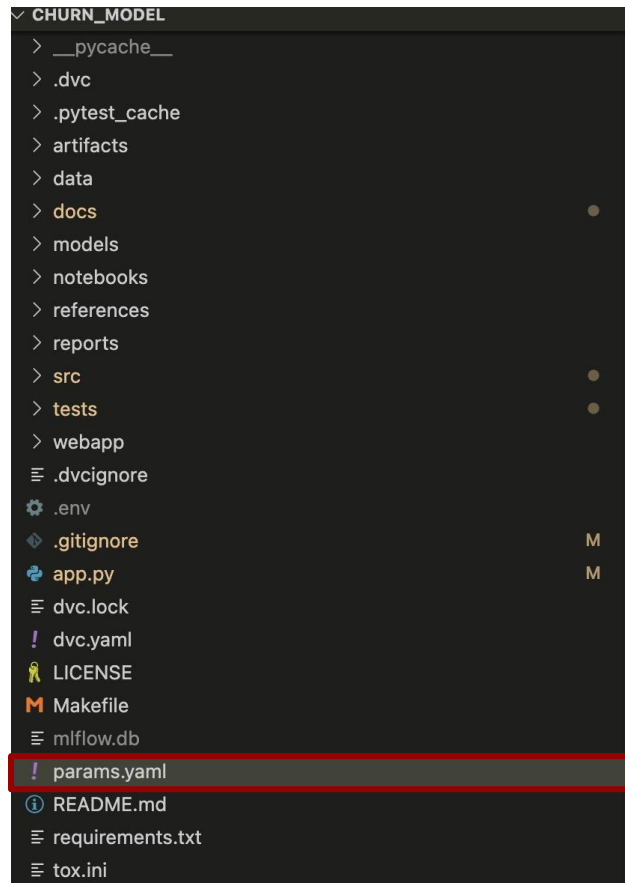 CHURN_MODEL
__pycache__
.dvc
.pytest_cache
artifacts
data
docs
models
notebooks
references
reports
src
tests
webapp
.dvcignore
.env
.gitignore M
app.py M
dvc.lock
! dvc.yaml
LICENSE
M Makefile
mlflow.db
! params.yaml
README.md
requirements.txt
tox.ini